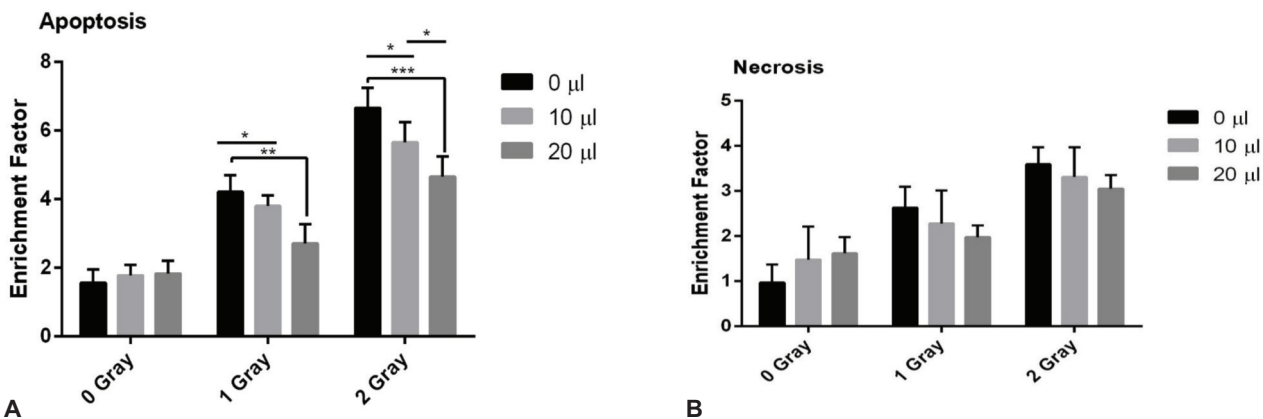 Apoptosis
Enrichment Factor
8
6
4
2
0
*
**
*
*
***
0 Gray
1 Gray
2 Gray
0 µl
10 µl
20 µl
A
Necrosis
Enrichment Factor
5
4
3
2
1
0
0 Gray
1 Gray
2 Gray
0 µl
10 µl
20 µl
B